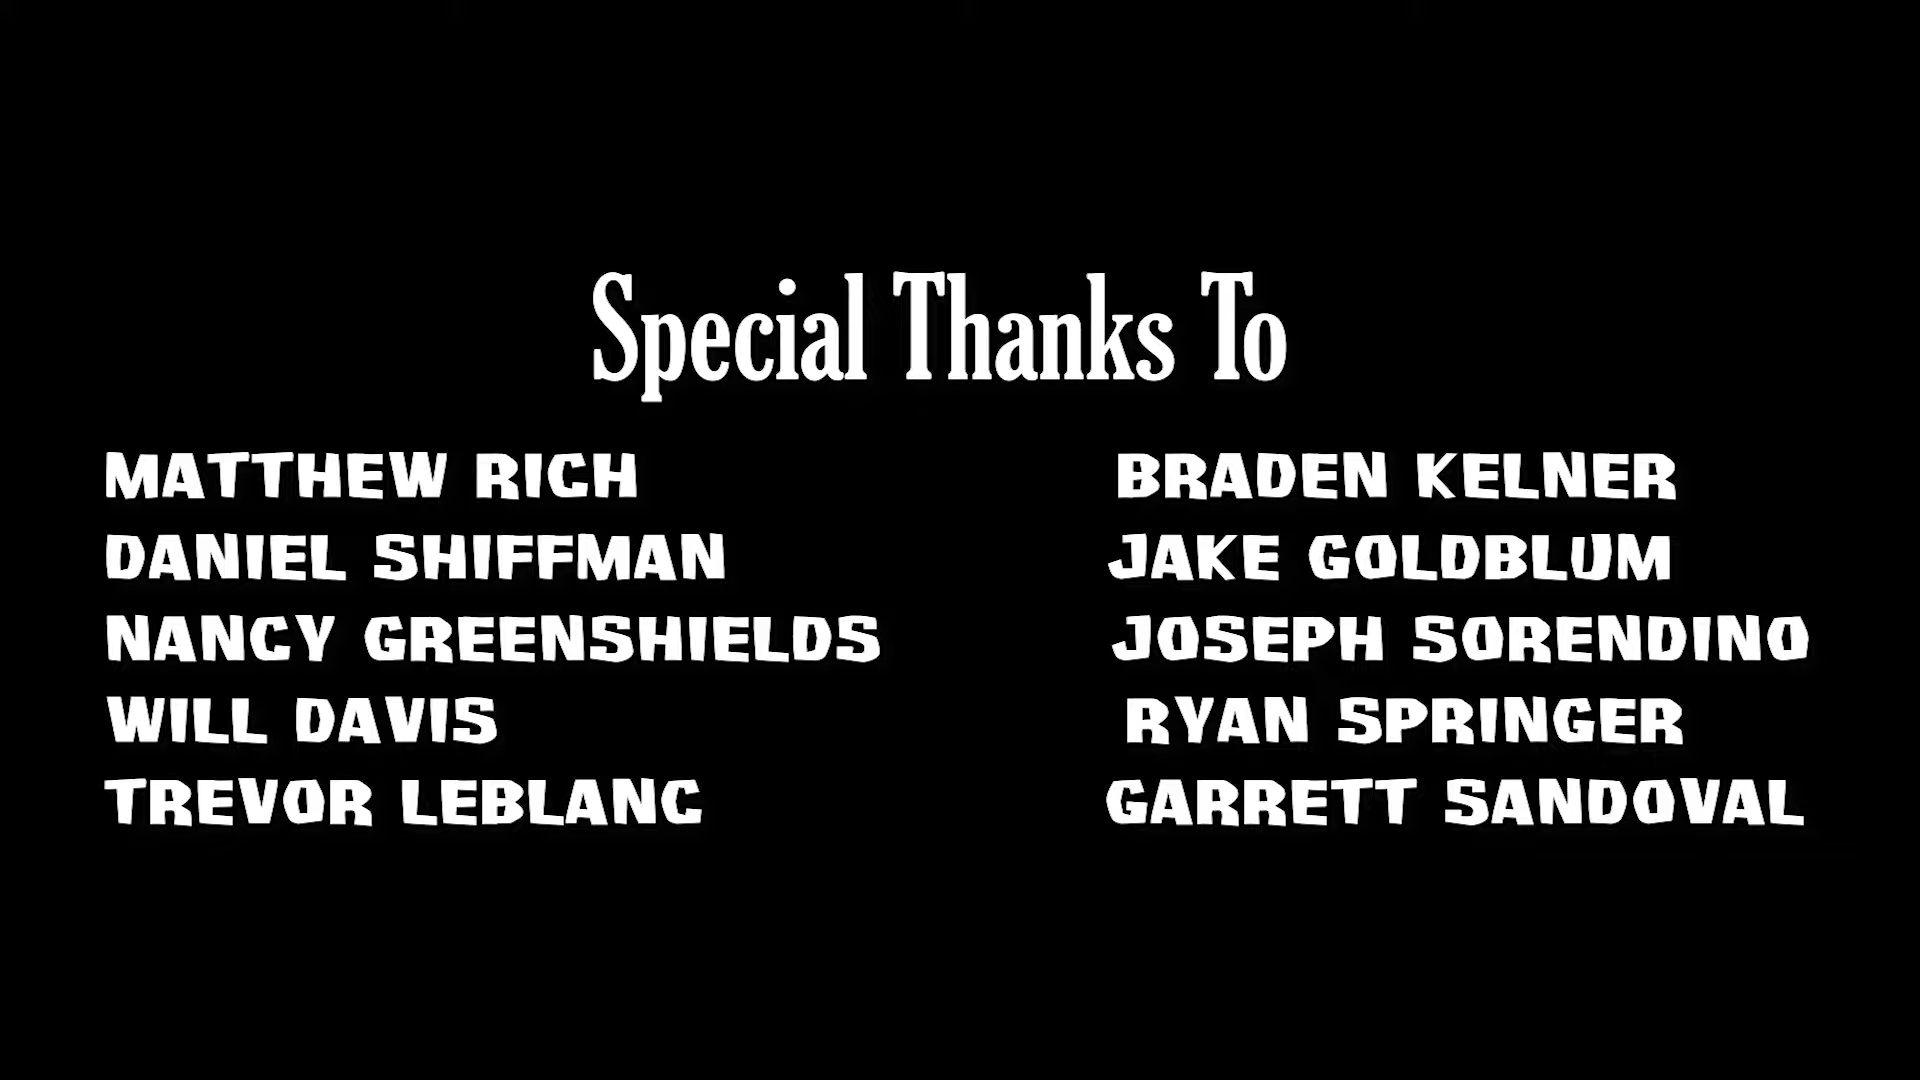 Special Thanks To
MATTHEW RICH
DANIEL SHIFFMAN
NANCY GREENSHIELDS
WILL DAVIS
TREVOR LEBLANC
BRADEN KELNER
JAKE GOLDBLUM
JOSEPH SORENDINO
RYAN SPRINGER
GARRETT SANDOVAL